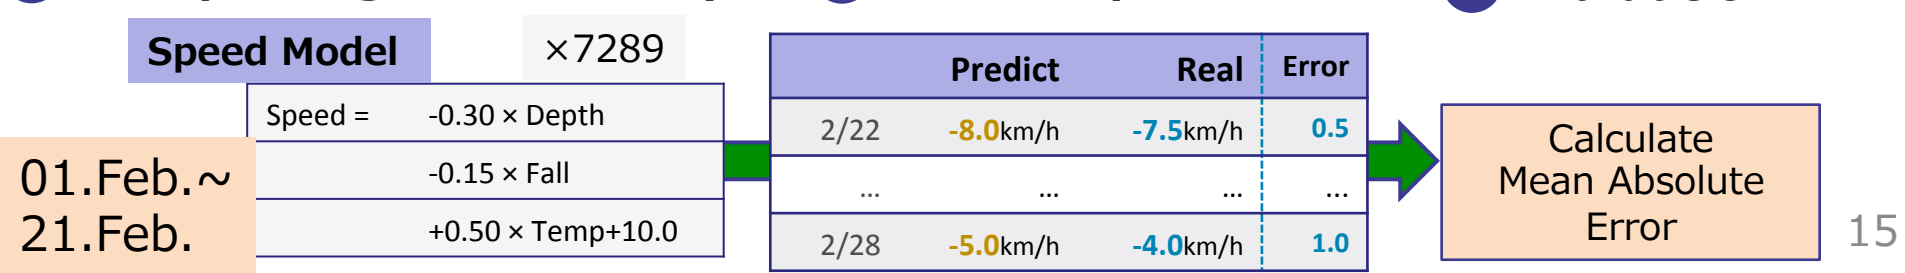 Speed Model
×7289
Speed = -0.30 × Depth
-0.15 × Fall
+0.50 × Temp+10.0
01.Feb.~
21.Feb.
Predict Real Error
2/22 -8.0km/h -7.5km/h 0.5
... ... ... ...
2/28 -5.0km/h -4.0km/h 1.0
Calculate
Mean Absolute
Error
15